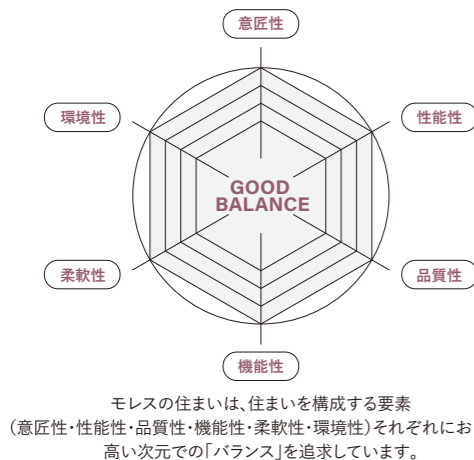 意匠性
環境性
性能性
GOOD
BALANCE
柔軟性
品質性
機能性
モレスの住まいは、住まいを構成する要素
(意匠性・性能性・品質性・機能性・柔軟性・環境性)それぞれにお
高い次元での「バランス」を追求しています。